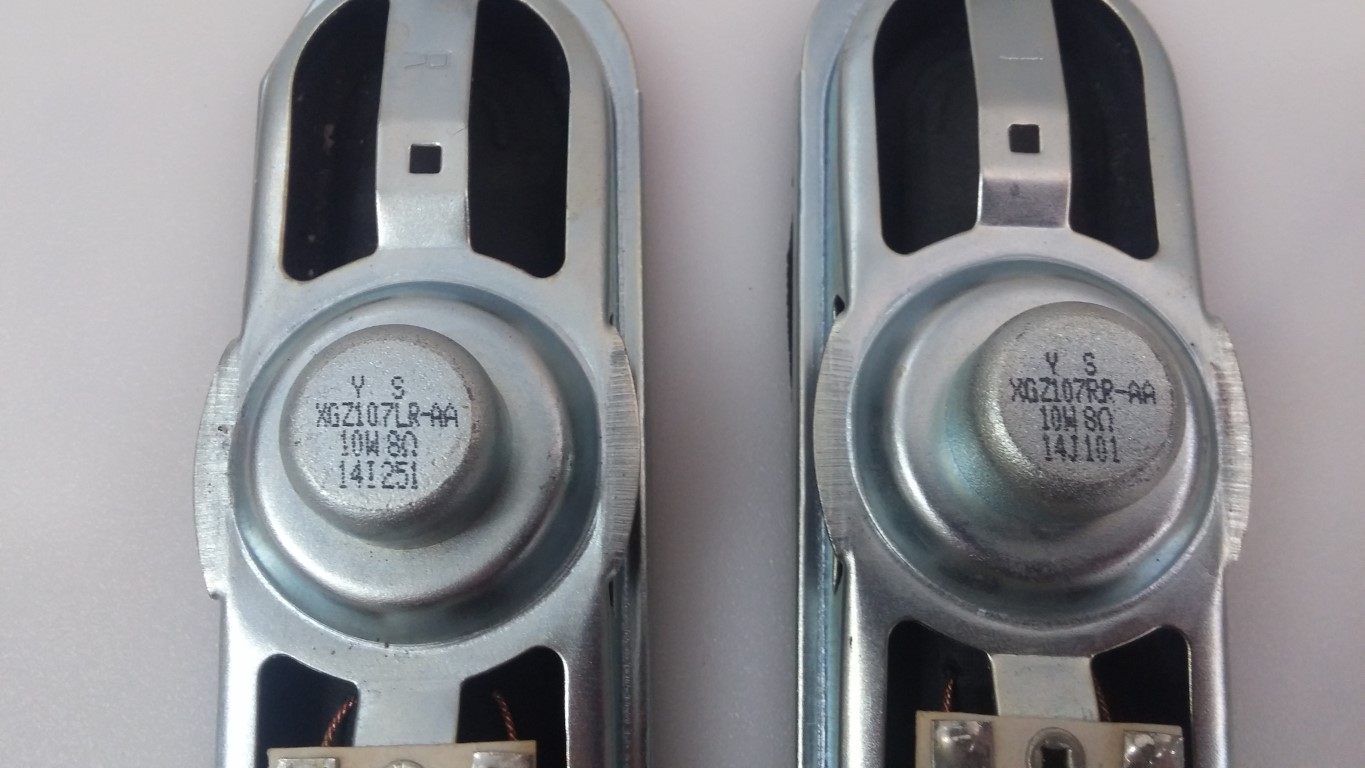 R
Y S
XGZ107LR-AA
10W 8Ω
14I251
Y S
XGZ107RR-AA
10W 8Ω
14J101